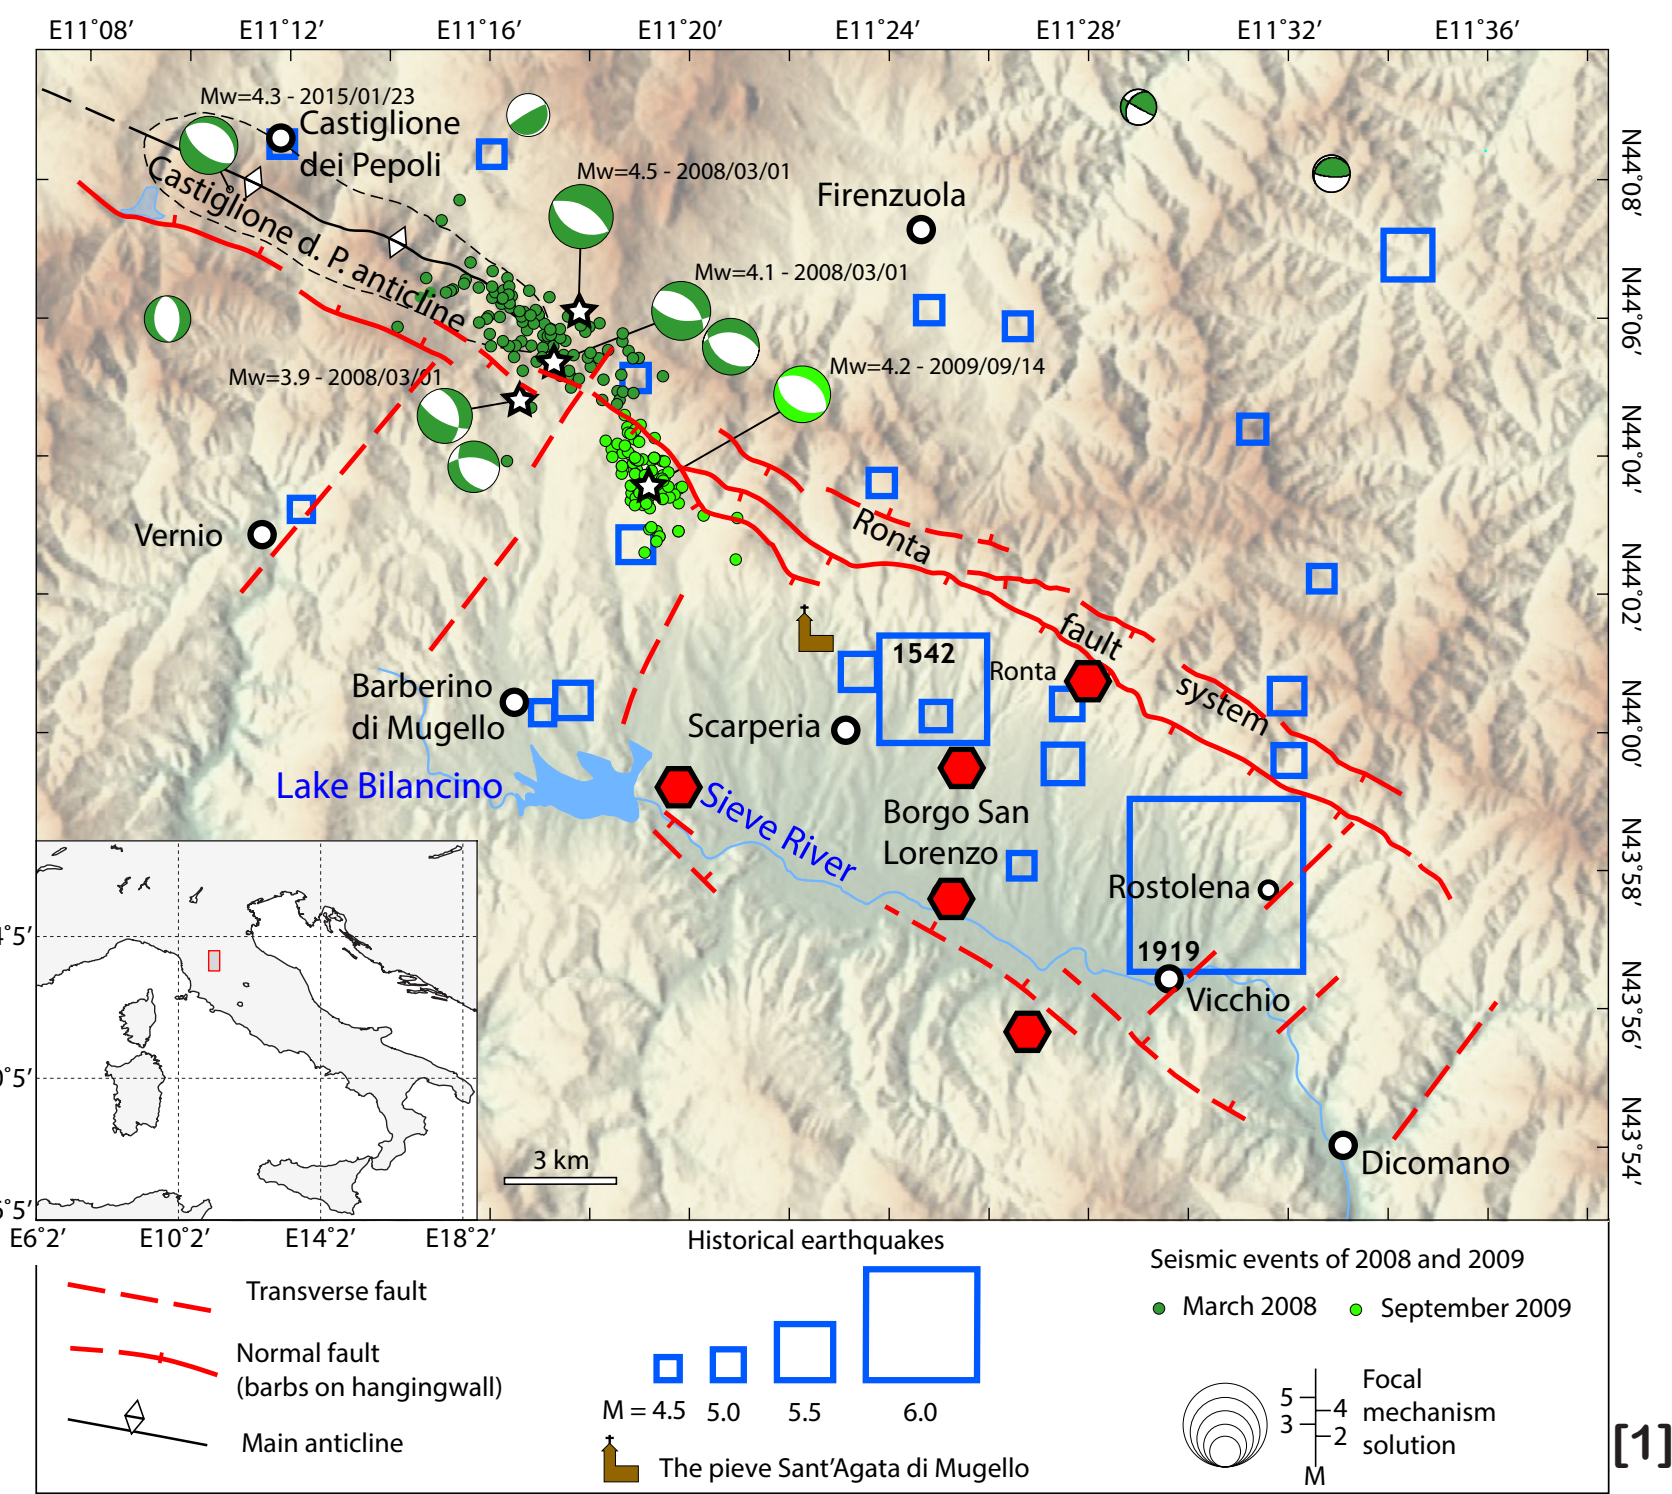 E11°08′ E11°12′ E11°16′ E11°20′ E11°24′ E11°28′ E11°32′ E11°36′
Mw=4.3 - 2015/01/23
Castiglione
dei Pepoli
Mw=4.5 - 2008/03/01
Firenzuola
N44°08′
Castiglione d. P. anticline
Mw=4.1 - 2008/03/01
N44°06′
Mw=4.2 - 2009/09/14
Mw=3.9 - 2008/03/01
N44°04′
Vernio
Ronta
fault
system
N44°02′
1542
Ronta
Barberino
di Mugello
Scarperia
N44°00′
Lake Bilancino
Sieve River
Borgo San
Lorenzo
N43°58′
Rostolena
1919
Vicchio
N43°56′
4°5′
0°5′
5°5′
N43°54′
3 km
Dicomano
E6°2′ E10°2′ E14°2′ E18°2′
Transverse fault
Normal fault
(barbs on hangingwall)
Main anticline
Historical earthquakes
M = 4.5 5.0 5.5 6.0
The pieve Sant’Agata di Mugello
Seismic events of 2008 and 2009
March 2008 September 2009
5
4
3
2
M
Focal
mechanism
solution
[1]